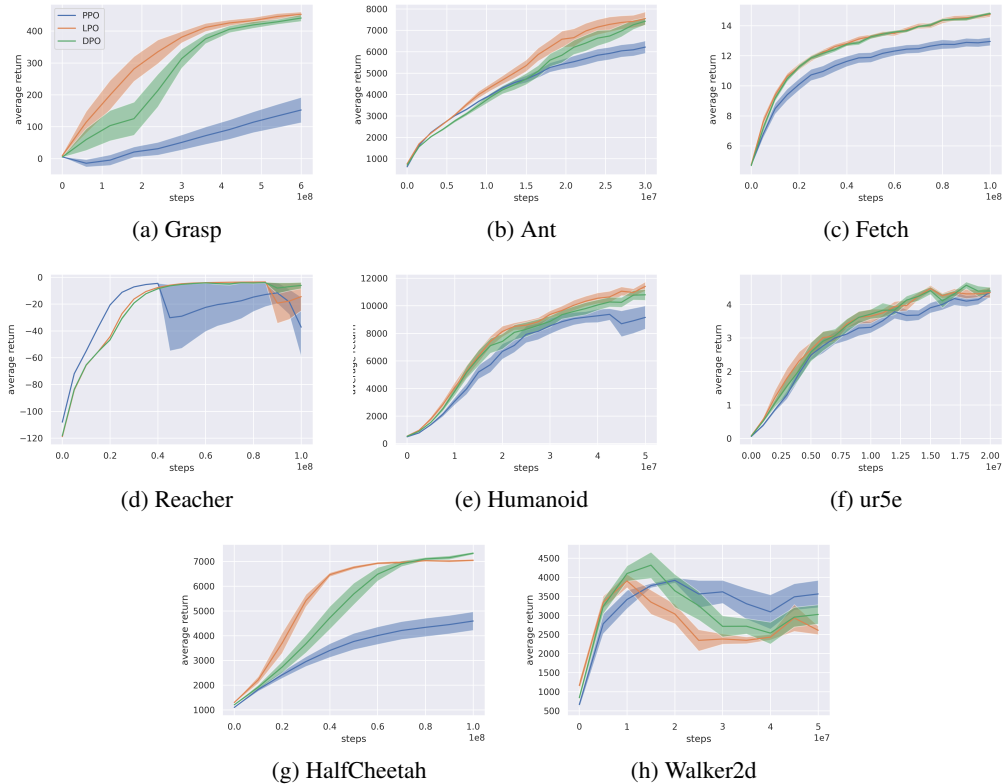 PPO
LPO
DPO
average return
400
300
200
100
0
0 1 2 3 4 5 6
steps
1e8
(a) Grasp
average return
8000
7000
6000
5000
4000
3000
2000
1000
0.0 0.5 1.0 1.5 2.0 2.5 3.0
steps
1e7
(b) Ant
average return
14
12
10
8
6
0.0 0.2 0.4 0.6 0.8 1.0
steps
1e8
(c) Fetch
average return
0
−20
−40
−60
−80
−100
−120
0.0 0.2 0.4 0.6 0.8 1.0
steps
1e8
(d) Reacher
average return
12000
10000
8000
6000
4000
2000
0
0 1 2 3 4 5
steps
1e7
(e) Humanoid
average return
4
3
2
1
0
0.00 0.25 0.50 0.75 1.00 1.25 1.50 1.75 2.00
steps
1e7
(f) ur5e
average return
7000
6000
5000
4000
3000
2000
1000
0.0 0.2 0.4 0.6 0.8 1.0
steps
1e8
(g) HalfCheetah
average return
4500
4000
3500
3000
2500
2000
1500
1000
500
0 1 2 3 4 5
steps
1e7
(h) Walker2d